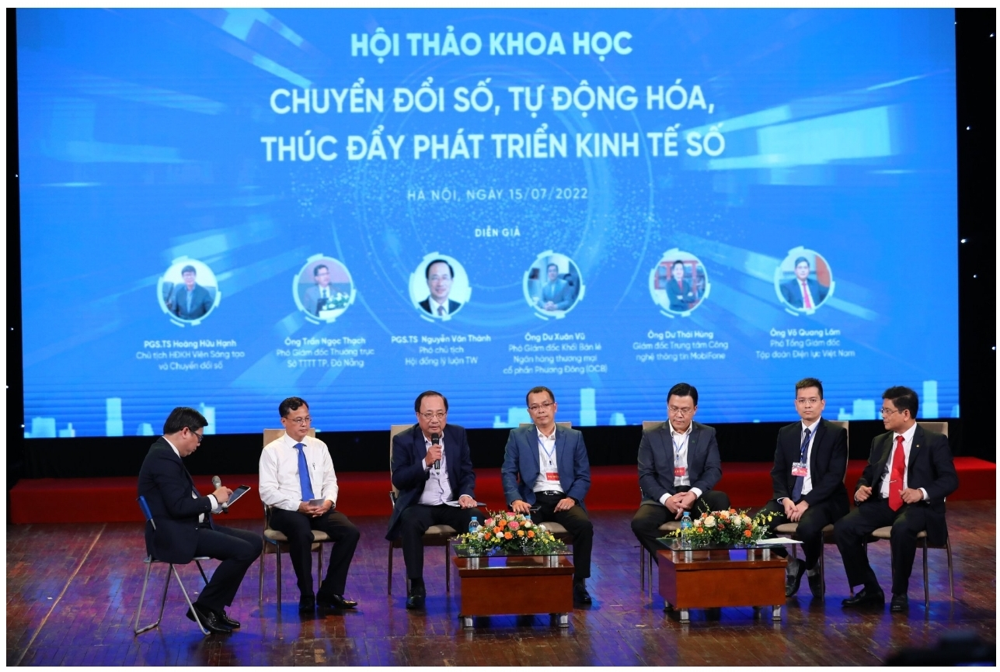 HỘI THẢO KHOA HỌC
CHUYỂN ĐỔI SỐ, TỰ ĐỘNG HÓA,
THÚC ĐẨY PHÁT TRIỂN KINH TẾ SỐ
HÀ NỘI, NGÀY 15/07/2022
DIỄN GIẢ
PGS.TS Hoàng Hữu Hạnh
Chủ tịch HĐKH Viện Sáng tạo
và Chuyển đổi số
Ông Trần Ngọc Thạch
Phó Giám đốc Thường trực
Sở TTTT TP. Đà Nẵng
PGS.TS Nguyễn Văn Thành
Phó chủ tịch
Hội đồng lý luận TW
Ông Dư Xuân Vũ
Phó Giám đốc Khối Bán lẻ
Ngân hàng thương mại
cổ phần Phương Đông (OCB)
Ông Dư Thái Hùng
Giám đốc Trung tâm Công
nghệ thông tin MobiFone
Ông Võ Quang Lâm
Phó Tổng Giám đốc
Tập đoàn Điện lực Việt Nam